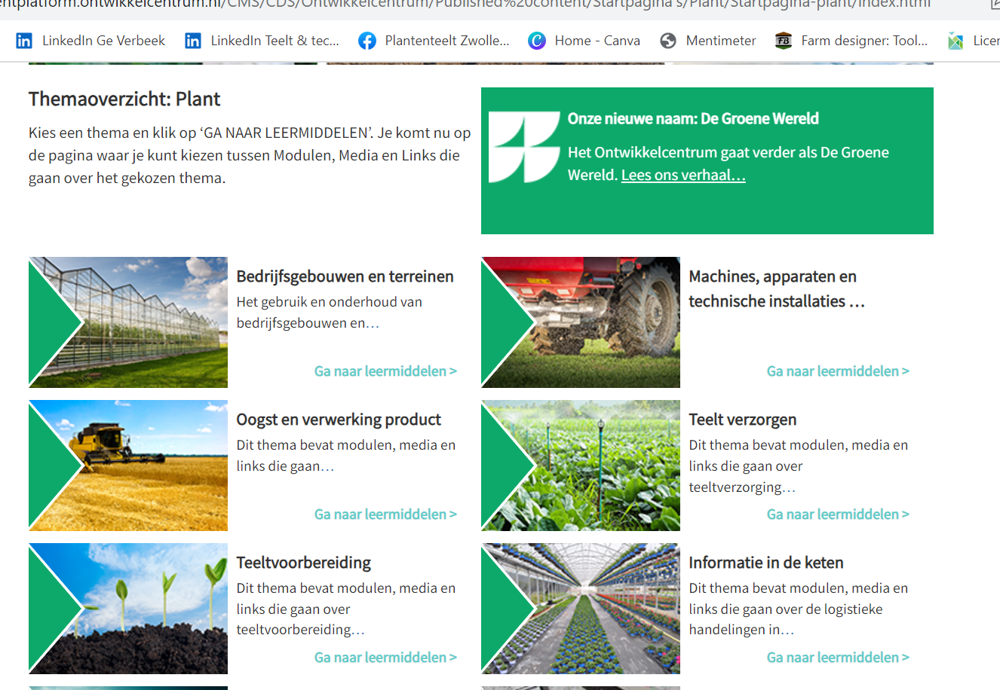 entplatform.ontwikkelcentrum.nl/CMS/CDS/Ontwikkelcentrum/Published%20content/Startpagina's/Plant/Startpagina-plant/index.html
LinkedIn Ge Verbeek
LinkedIn Teelt & tec...
Plantenteelt Zwolle...
Home - Canva
Mentimeter
Farm designer: Tool...
Licer
Themaoverzicht: Plant
Kies een thema en klik op ‘GA NAAR LEERMIDDELEN’. Je komt nu op
de pagina waar je kunt kiezen tussen Modulen, Media en Links die
gaan over het gekozen thema.
Onze nieuwe naam: De Groene Wereld
Het Ontwikkelcentrum gaat verder als De Groene
Wereld. Lees ons verhaal…
Bedrijfsgebouwen en terreinen
Het gebruik en onderhoud van
bedrijfsgebouwen en…
Ga naar leermiddelen >
Machines, apparaten en
technische installaties …
Ga naar leermiddelen >
Oogst en verwerking product
Dit thema bevat modulen, media en
links die gaan…
Ga naar leermiddelen >
Teelt verzorgen
Dit thema bevat modulen, media en
links die gaan over
teeltverzorging…
Ga naar leermiddelen >
Teeltvoorbereiding
Dit thema bevat modulen, media en
links die gaan over
teeltvoorbereiding…
Ga naar leermiddelen >
Informatie in de keten
Dit thema bevat modulen, media en
links die gaan over de logistieke
handelingen in…
Ga naar leermiddelen >